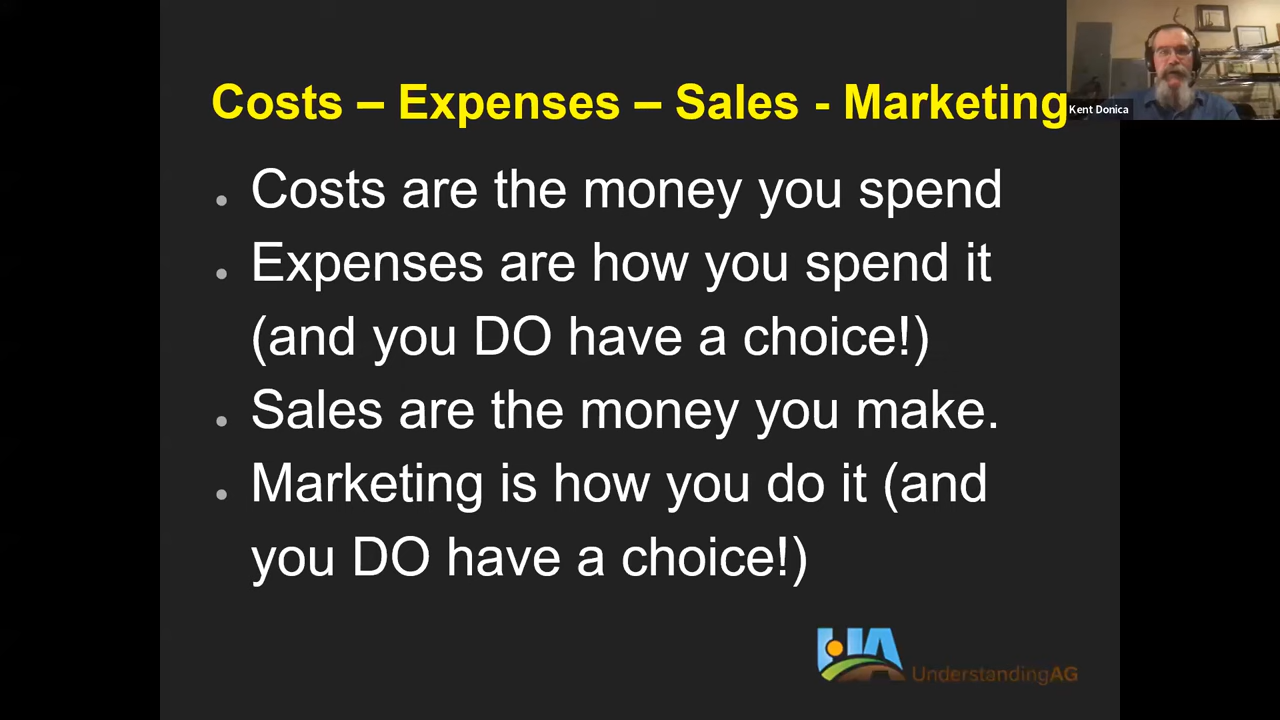 Costs – Expenses – Sales - Marketing
Kent Donica
• Costs are the money you spend
• Expenses are how you spend it
(and you DO have a choice!)
• Sales are the money you make.
• Marketing is how you do it (and
you DO have a choice!)
UA
UnderstandingAG